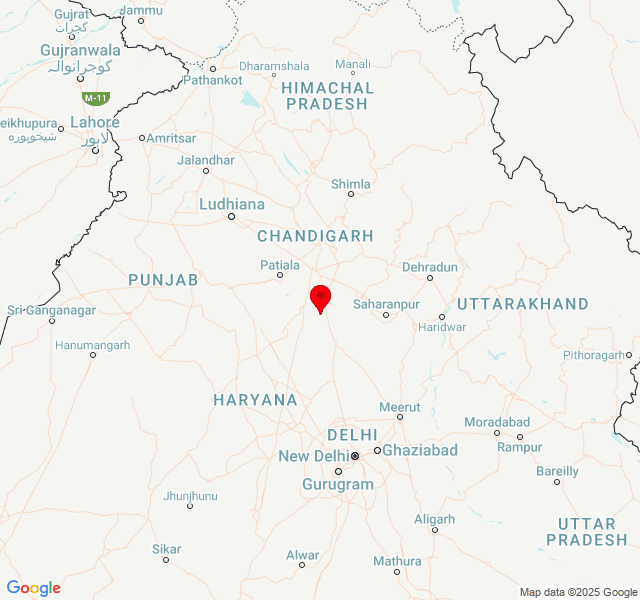 Gujrat
گجرات
Jammu
Gujranwala
گوجرانوالہ
Pathankot
Dharamshala
Manali
HIMACHAL
PRADESH
M-11
Lahore
لاہور
eikhupura
شیخوپورہ
Amritsar
Jalandhar
Shimla
Ludhiana
CHANDIGARH
Patiala
Dehradun
PUNJAB
Saharanpur
UTTARAKHAND
Sri Ganganagar
Haridwar
Hanumangarh
Pithoragarh
HARYANA
Meerut
Moradabad
DELHI
Rampur
New Delhi
Ghaziabad
Gurugram
Bareilly
Jhunjhunu
Aligarh
UTTAR
PRADESH
Sikar
Alwar
Mathura
Google
Map data ©2025 Google